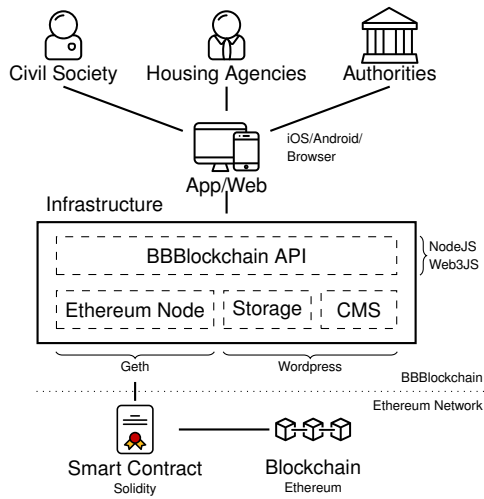 Civil Society
Housing Agencies
Authorities
iOS/Android/
Browser
App/Web
Infrastructure
BBBlockchain API
NodeJS
Web3JS
Ethereum Node
Storage
CMS
Geth
Wordpress
BBBlockchain
Ethereum Network
Smart Contract
Solidity
Blockchain
Ethereum